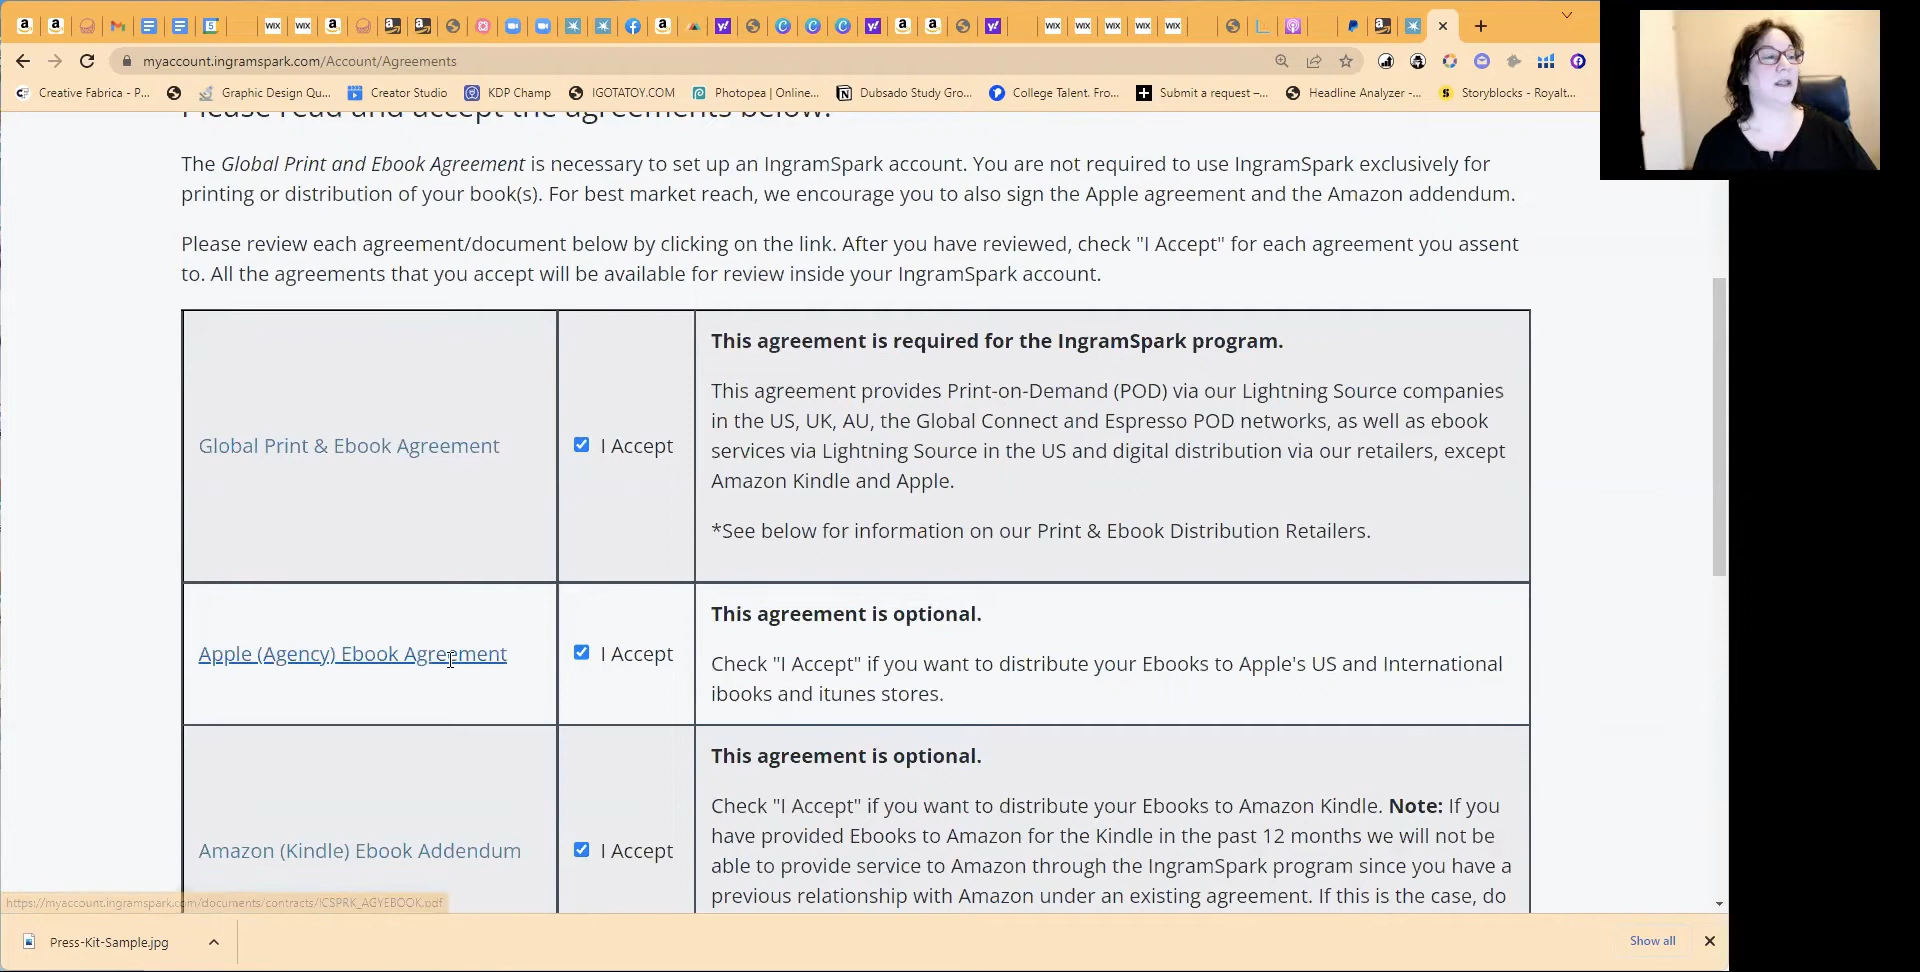 myaccount.ingramspark.com/Account/Agreements
Creative Fabrica - P...
Graphic Design Qu...
Creator Studio
KDP Champ
IGOTATOY.COM
Photopea | Online...
Dubsado Study Gro...
College Talent. Fro...
Submit a request –...
Headline Analyzer -...
Storyblocks - Royalt...
Please read and accept the agreements below.
The Global Print and Ebook Agreement is necessary to set up an IngramSpark account. You are not required to use IngramSpark exclusively for
printing or distribution of your book(s). For best market reach, we encourage you to also sign the Apple agreement and the Amazon addendum.
Please review each agreement/document below by clicking on the link. After you have reviewed, check "I Accept" for each agreement you assent
to. All the agreements that you accept will be available for review inside your IngramSpark account.
Global Print & Ebook Agreement
I Accept
This agreement is required for the IngramSpark program.
This agreement provides Print-on-Demand (POD) via our Lightning Source companies
in the US, UK, AU, the Global Connect and Espresso POD networks, as well as ebook
services via Lightning Source in the US and digital distribution via our retailers, except
Amazon Kindle and Apple.
*See below for information on our Print & Ebook Distribution Retailers.
Apple (Agency) Ebook Agreement
I Accept
This agreement is optional.
Check "I Accept" if you want to distribute your Ebooks to Apple's US and International
ibooks and itunes stores.
Amazon (Kindle) Ebook Addendum
I Accept
This agreement is optional.
Check "I Accept" if you want to distribute your Ebooks to Amazon Kindle. Note: If you
have provided Ebooks to Amazon for the Kindle in the past 12 months we will not be
able to provide service to Amazon through the IngramSpark program since you have a
previous relationship with Amazon under an existing agreement. If this is the case, do
https://myaccount.ingramspark.com/documents/contracts/ICSPRK_AGYEBOOK.pdf
Press-Kit-Sample.jpg
Show all